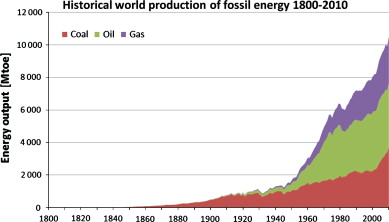 Historical world production of fossil energy 1800-2010
12 000
Coal Oil Gas
10 000
8 000
6 000
4 000
2 000
0
Energy output [Mtoe]
1800 1820 1840 1860 1880 1900 1920 1940 1960 1980 2000